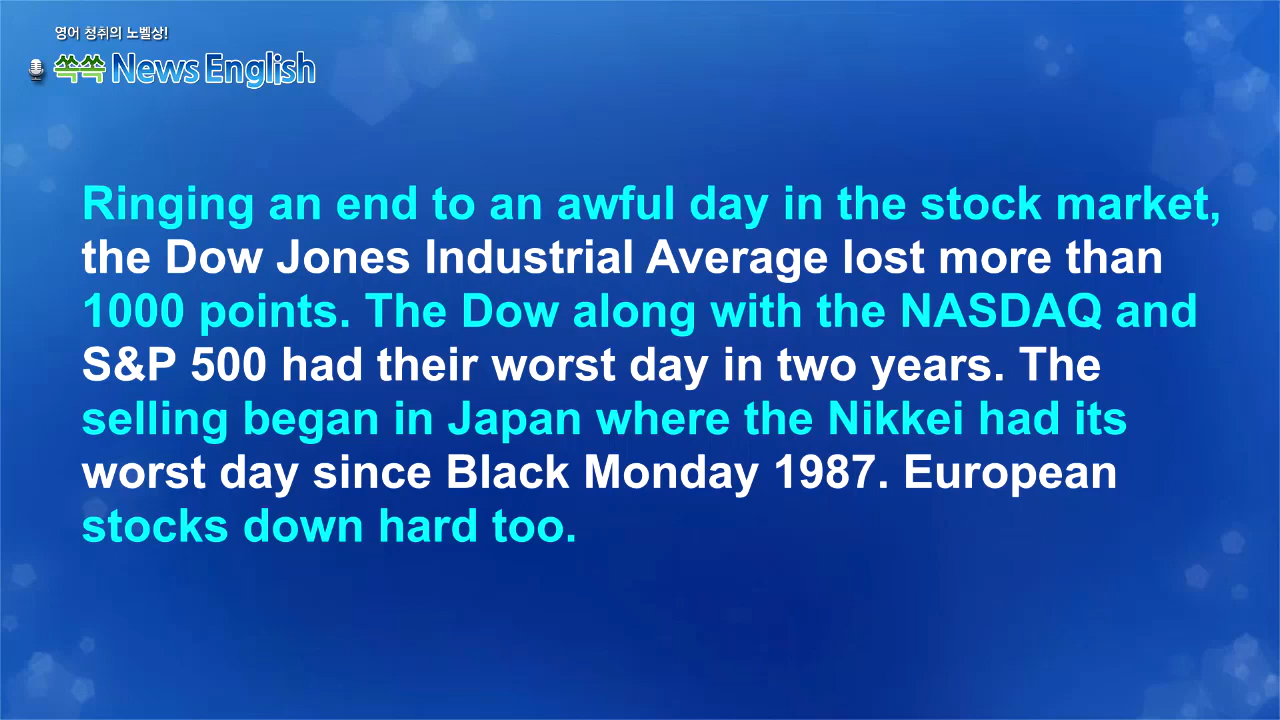 영어 청취의 노벨상!
쏙쏙 News English
Ringing an end to an awful day in the stock market,
the Dow Jones Industrial Average lost more than
1000 points. The Dow along with the NASDAQ and
S&P 500 had their worst day in two years. The
selling began in Japan where the Nikkei had its
worst day since Black Monday 1987. European
stocks down hard too.